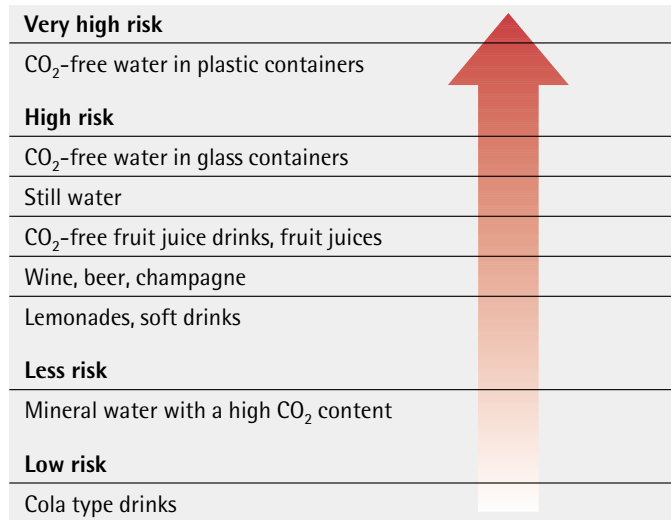 Very high risk
CO₂-free water in plastic containers
High risk
CO₂-free water in glass containers
Still water
CO₂-free fruit juice drinks, fruit juices
Wine, beer, champagne
Lemonades, soft drinks
Less risk
Mineral water with a high CO₂ content
Low risk
Cola type drinks